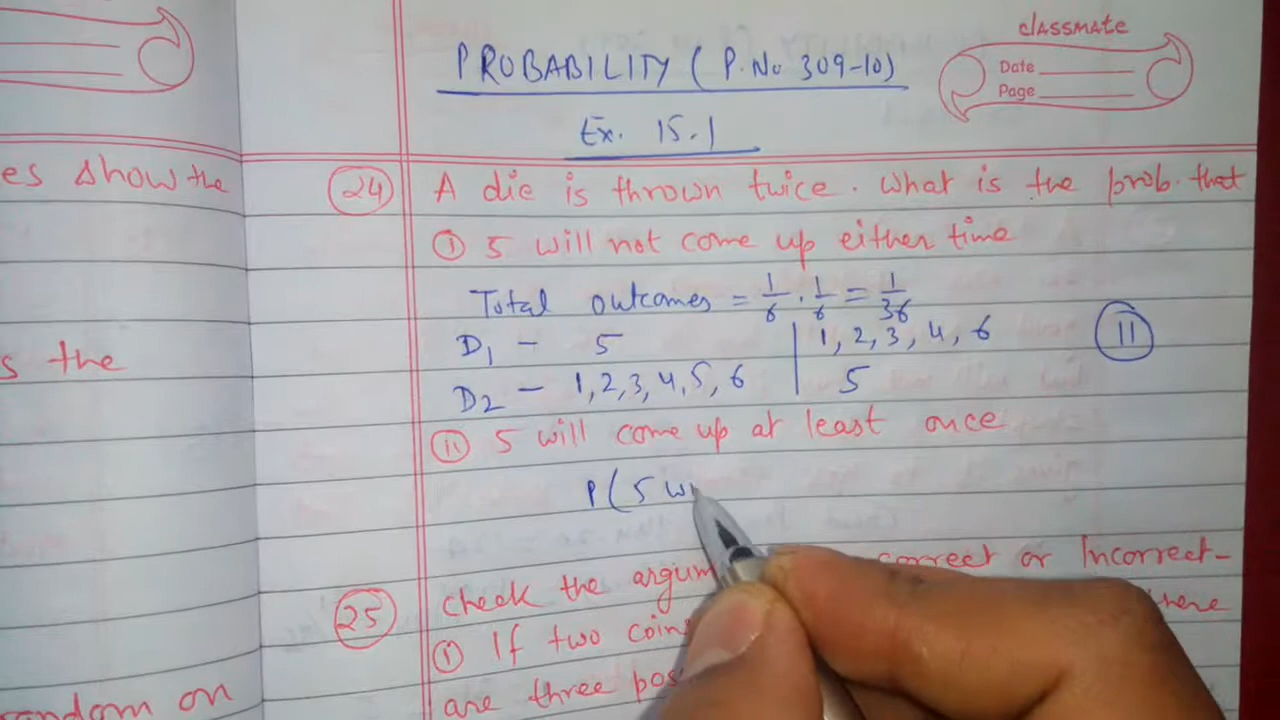 classmate
Date
Page
PROBABILITY (P.No 309-10)
Ex. 15.1
es show the
s the
random on
24 A die is thrown twice. What is the prob. that
i 5 will not come up either time
Total outcomes = 1/6 . 1/6 = 1/36
D1 - 5 | 1, 2, 3, 4, 6
D2 - 1, 2, 3, 4, 5, 6 | 5
11
ii 5 will come up at least once
P(5 w
25 Check the argum correct or Incorrect-
i If two coins there
are three pos